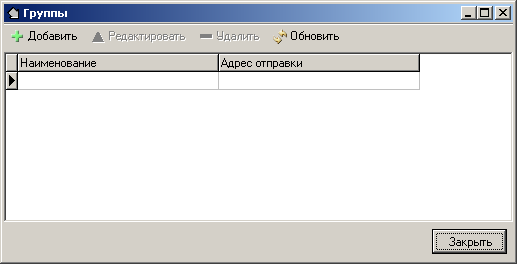 Группы
Добавить Редактировать Удалить Обновить
Наименование Адрес отправки
Закрыть